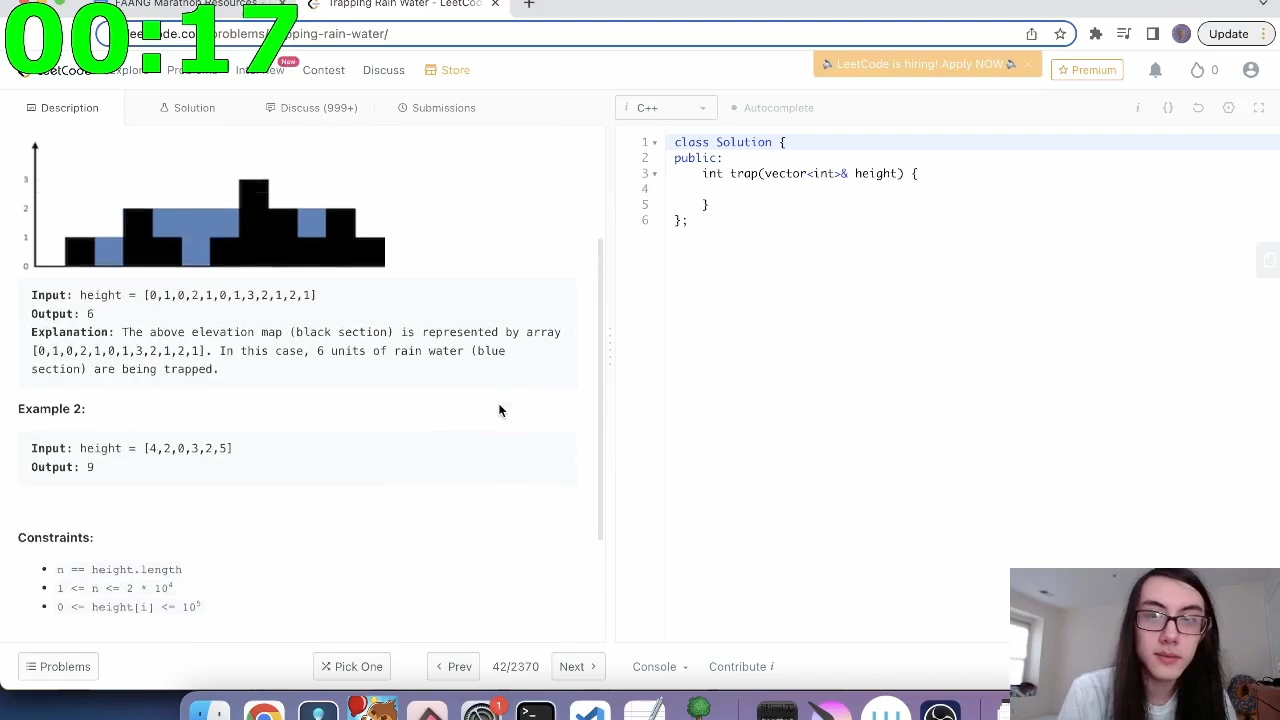 FAANG Marathon Resources -
Trapping Rain Water - LeetCo
00:17
/problems/
ping-rain-water/
Update
Explore
New
Contest
Discuss
Store
LeetCode is hiring! Apply NOW.
Premium
0
Description
Solution
Discuss (999+)
Submissions
i C++
Autocomplete
i {}
3
2
1
0
Input: height = [0,1,0,2,1,0,1,3,2,1,2,1]
Output: 6
Explanation: The above elevation map (black section) is represented by array
[0,1,0,2,1,0,1,3,2,1,2,1]. In this case, 6 units of rain water (blue
section) are being trapped.
Example 2:
Input: height = [4,2,0,3,2,5]
Output: 9
Constraints:
n == height.length
1 <= n <= 2 * 10⁴
0 <= height[i] <= 10⁵
1 class Solution {
2 public:
3 int trap(vector<int>& height) {
4
5 }
6 };
Problems
Pick One
Prev
42/2370
Next
Console
Contribute i
1